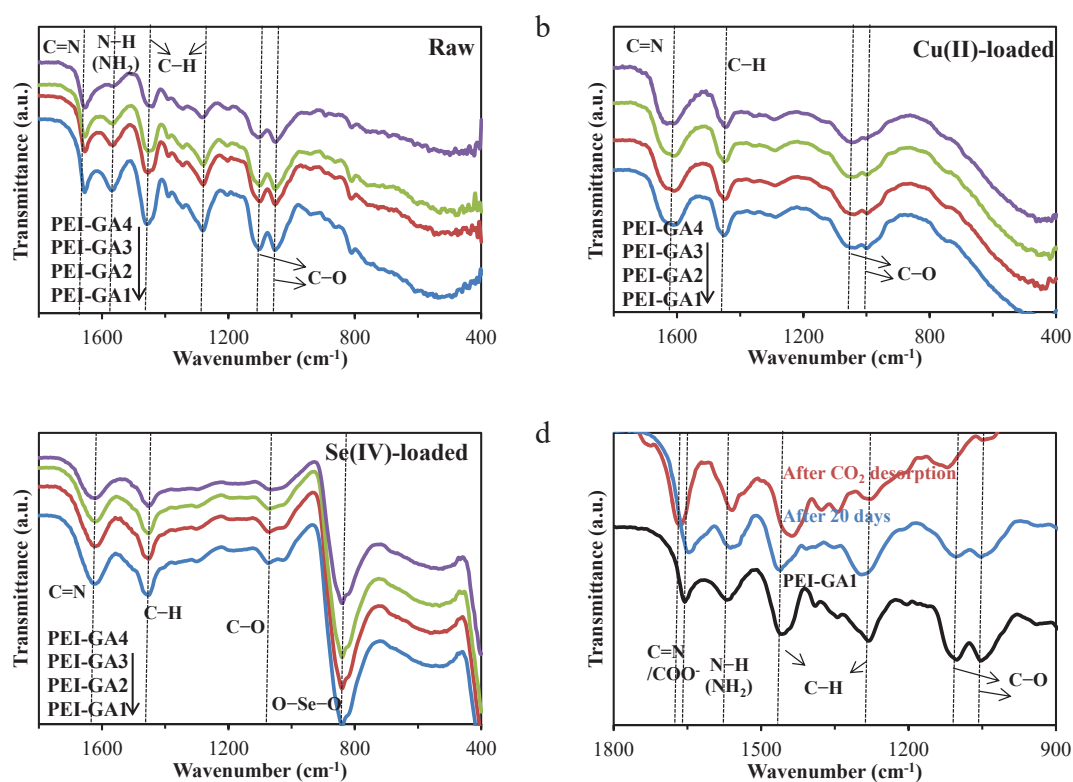 b
Raw
C=N
N−H
(NH2)
C−H
PEI-GA4
PEI-GA3
PEI-GA2
PEI-GA1
C−O
Transmittance (a.u.)
1600
1200
800
400
Wavenumber (cm-1)
Cu(II)-loaded
C=N
C−H
PEI-GA4
PEI-GA3
PEI-GA2
PEI-GA1
C−O
Transmittance (a.u.)
1600
1200
800
400
Wavenumber (cm-1)
Se(IV)-loaded
C=N
C−H
C−O
O−Se−O
PEI-GA4
PEI-GA3
PEI-GA2
PEI-GA1
Transmittance (a.u.)
1600
1200
800
400
Wavenumber (cm-1)
d
After CO2 desorption
After 20 days
PEI-GA1
C=N
/COO-
N−H
(NH2)
C−H
C−O
Transmittance (a.u.)
1800
1500
1200
900
Wavenumber (cm-1)